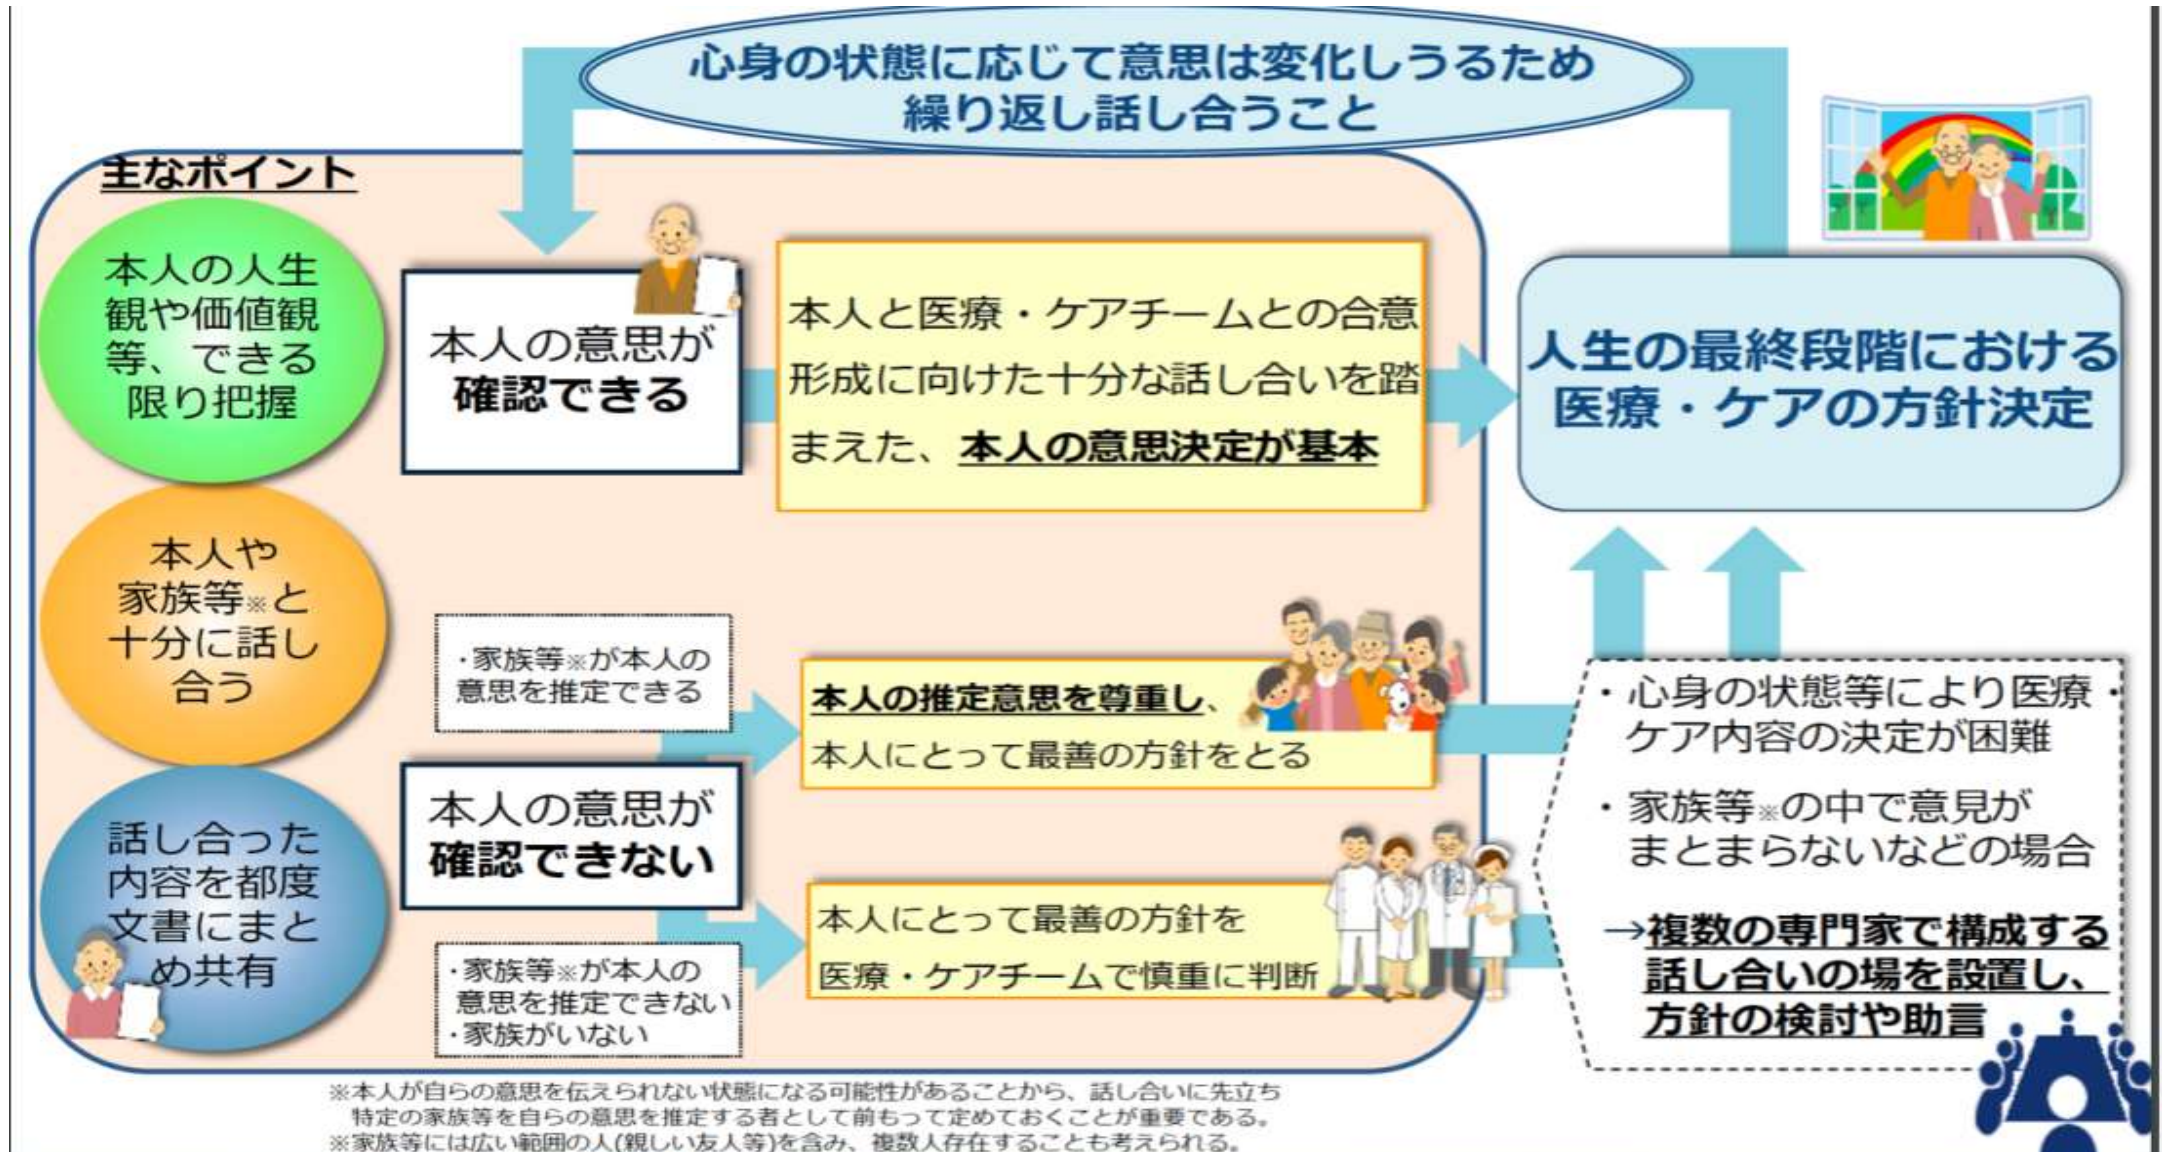 心身の状態に応じて意思は変化しうるため
繰り返し話し合うこと
主なポイント
本人の人生
観や価値観
等、できる
限り把握
本人や
家族等※と
十分に話し
合う
話し合った
内容を都度
文書にまと
め共有
本人の意思が
確認できる
本人と医療・ケアチームとの合意
形成に向けた十分な話し合いを踏
まえた、本人の意思決定が基本
人生の最終段階における
医療・ケアの方針決定
・家族等※が本人の
意思を推定できる
本人の推定意思を尊重し、
本人にとって最善の方針をとる
本人の意思が
確認できない
・家族等※が本人の
意思を推定できない
・家族がいない
本人にとって最善の方針を
医療・ケアチームで慎重に判断
・心身の状態等により医療・
ケア内容の決定が困難
・家族等※の中で意見が
まとまらないなどの場合
→複数の専門家で構成する
話し合いの場を設置し、
方針の検討や助言
※本人が自らの意思を伝えられない状態になる可能性があることから、話し合いに先立ち
特定の家族等を自らの意思を推定する者として前もって定めておくことが重要である。
※家族等には広い範囲の人(親しい友人等)を含み、複数人存在することも考えられる。